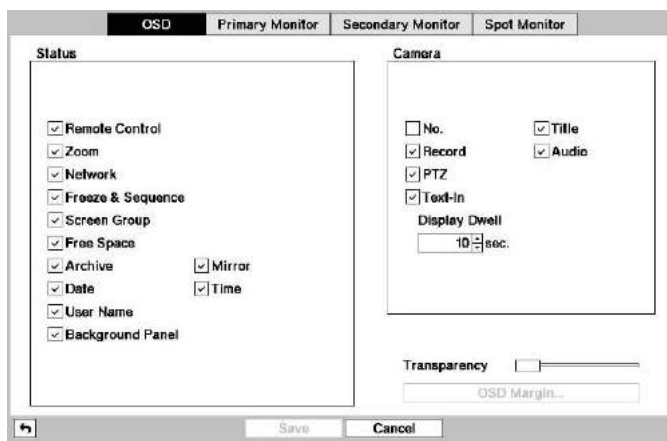 OSD Primary Monitor Secondary Monitor Spot Monitor
Status
Remote Control
Zoom
Network
Freeze & Sequence
Screen Group
Free Space
Archive Mirror
Date Time
User Name
Background Panel
Camera
No. Title
Record Audio
PTZ
Text-In
Display Dwell
10 sec.
Transparency
OSD Margin...
Save Cancel